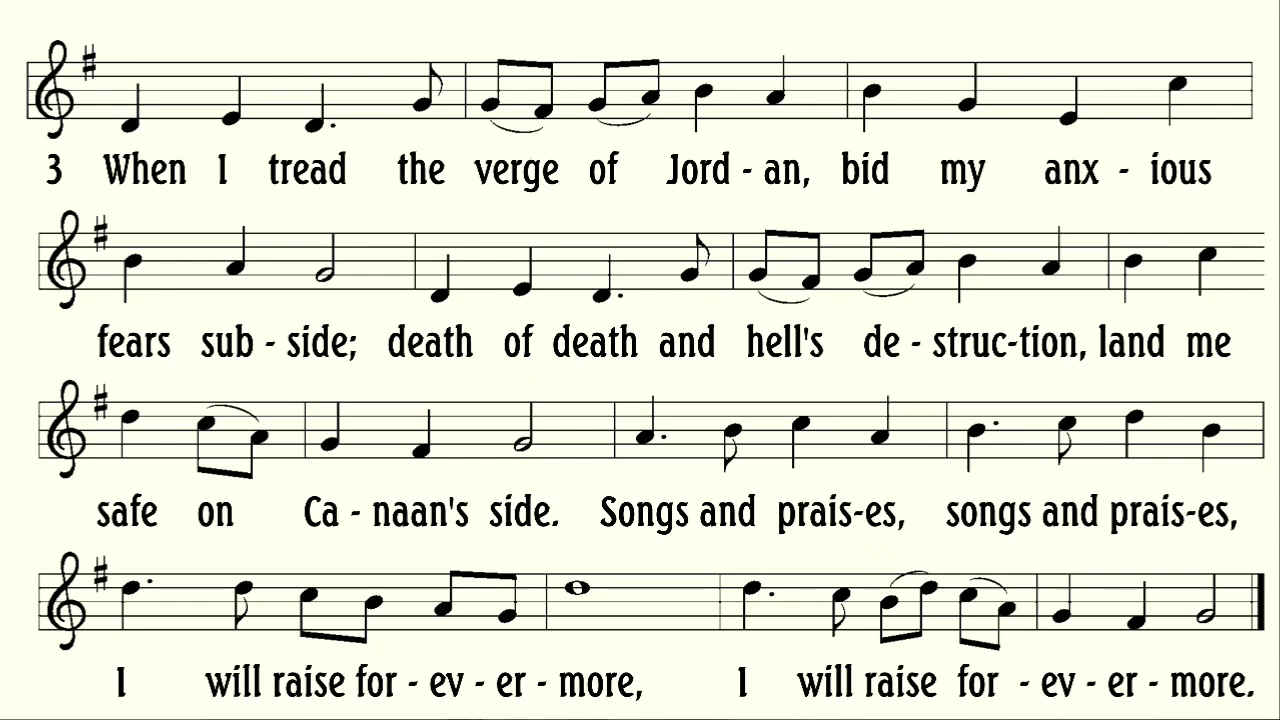 3 When I tread the verge of Jord - an, bid my anx - ious
fears sub - side; death of death and hell's de - struc-tion, land me
safe on Ca - naan's side. Songs and prais-es, songs and prais-es,
I will raise for - ev - er - more, I will raise for - ev - er - more.